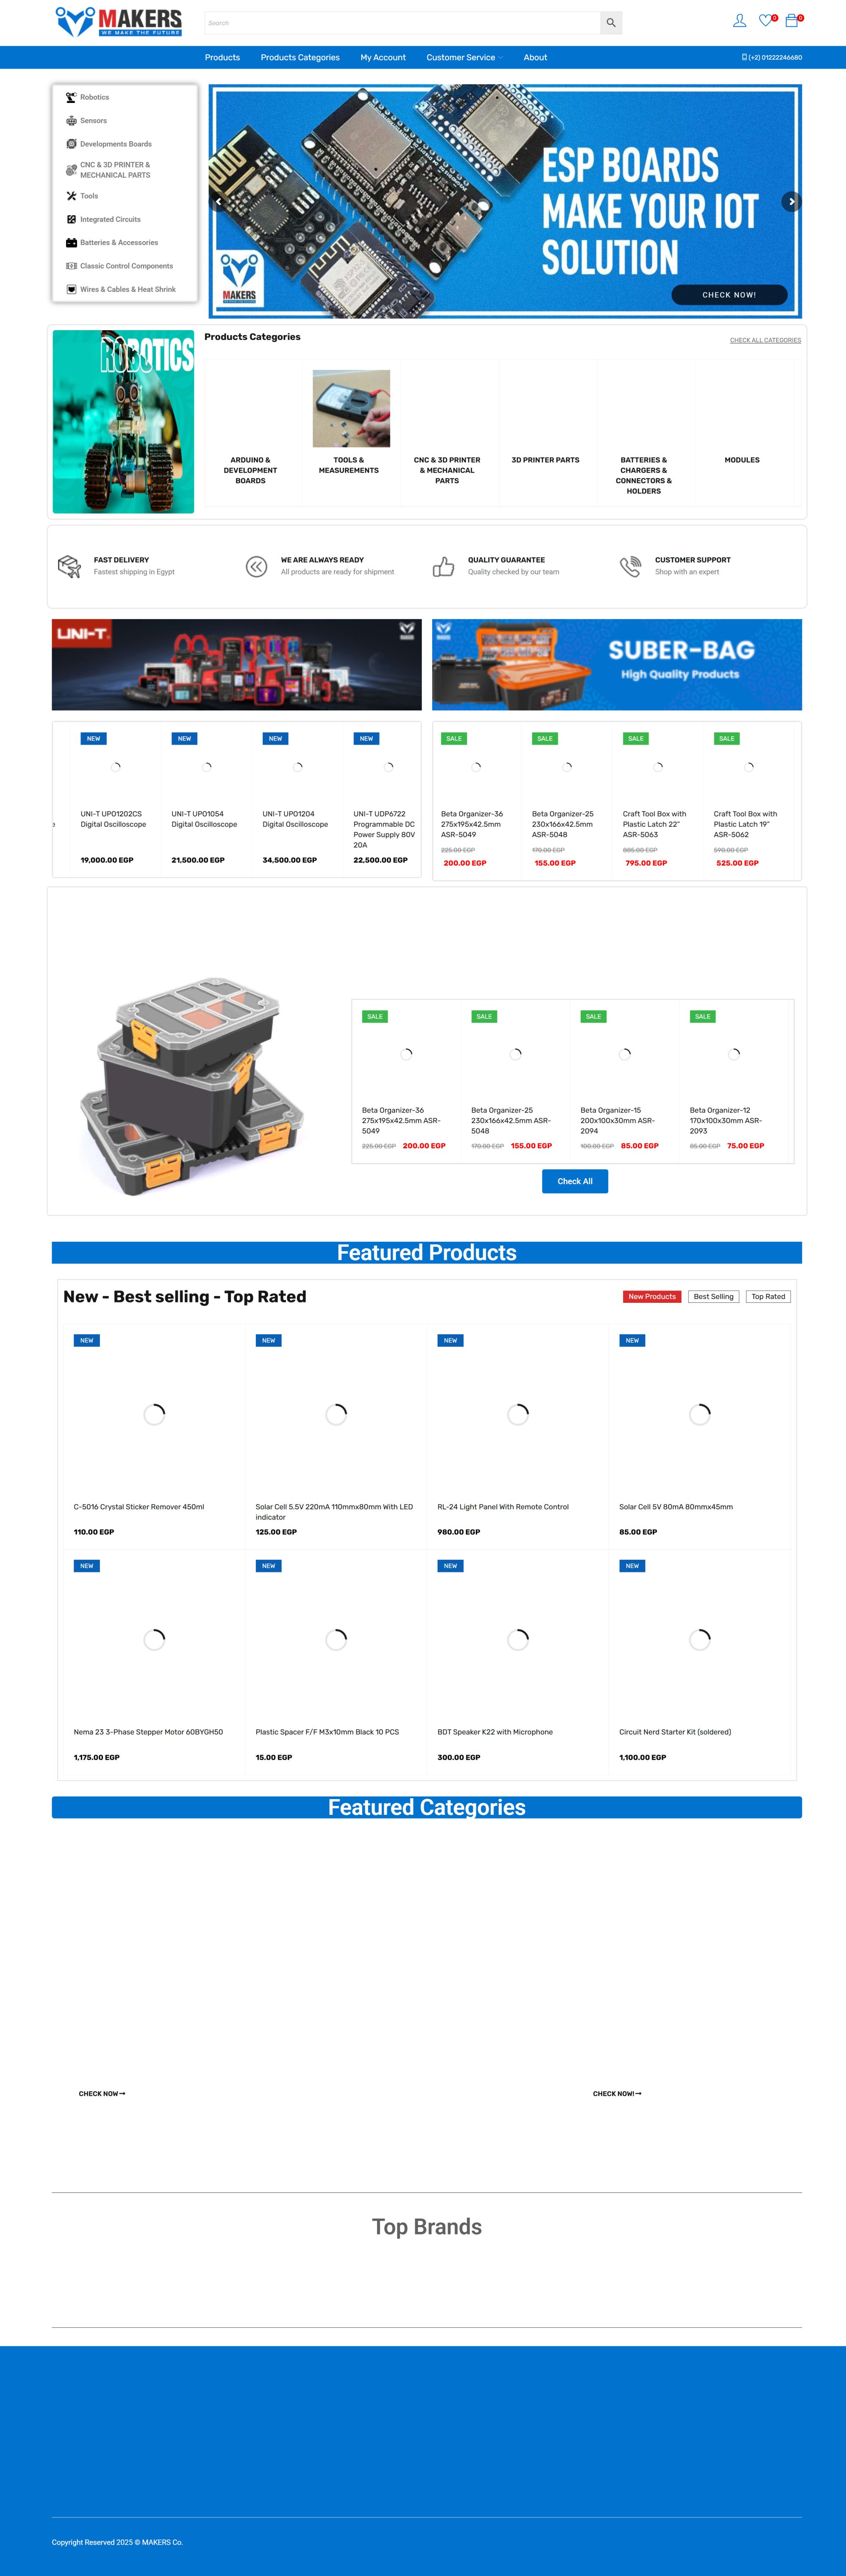 MAKERS
WE MAKE THE FUTURE
Search
0
0
Products
Products Categories
My Account
Customer Service
About
(+2) 01222246680
Robotics
Sensors
Developments Boards
CNC & 3D PRINTER &
MECHANICAL PARTS
Tools
Integrated Circuits
Batteries & Accessories
Classic Control Components
Wires & Cables & Heat Shrink
ESP BOARDS
MAKE YOUR IOT
SOLUTION
MAKERS
CHECK NOW!
ROBOTICS
Products Categories
CHECK ALL CATEGORIES
ARDUINO &
DEVELOPMENT
BOARDS
TOOLS &
MEASUREMENTS
CNC & 3D PRINTER
& MECHANICAL
PARTS
3D PRINTER PARTS
BATTERIES &
CHARGERS &
CONNECTORS &
HOLDERS
MODULES
FAST DELIVERY
Fastest shipping in Egypt
WE ARE ALWAYS READY
All products are ready for shipment
QUALITY GUARANTEE
Quality checked by our team
CUSTOMER SUPPORT
Shop with an expert
UNI-T
SUBER-BAG
High Quality Products
NEW
UNI-T UPO1202CS
Digital Oscilloscope
19,000.00 EGP
NEW
UNI-T UPO1054
Digital Oscilloscope
21,500.00 EGP
NEW
UNI-T UPO1204
Digital Oscilloscope
34,500.00 EGP
NEW
UNI-T UDP6722
Programmable DC
Power Supply 80V
20A
22,500.00 EGP
SALE
Beta Organizer-36
275x195x42.5mm
ASR-5049
225.00 EGP
200.00 EGP
SALE
Beta Organizer-25
230x166x42.5mm
ASR-5048
170.00 EGP
155.00 EGP
SALE
Craft Tool Box with
Plastic Latch 22"
ASR-5063
885.00 EGP
795.00 EGP
SALE
Craft Tool Box with
Plastic Latch 19"
ASR-5062
590.00 EGP
525.00 EGP
SALE
Beta Organizer-36
275x195x42.5mm ASR-
5049
225.00 EGP 200.00 EGP
SALE
Beta Organizer-25
230x166x42.5mm ASR-
5048
170.00 EGP 155.00 EGP
SALE
Beta Organizer-15
200x100x30mm ASR-
2094
100.00 EGP 85.00 EGP
SALE
Beta Organizer-12
170x100x30mm ASR-
2093
85.00 EGP 75.00 EGP
Check All
Featured Products
New - Best selling - Top Rated
New Products
Best Selling
Top Rated
NEW
C-5016 Crystal Sticker Remover 450ml
110.00 EGP
NEW
Solar Cell 5.5V 220mA 110mmx80mm With LED
indicator
125.00 EGP
NEW
RL-24 Light Panel With Remote Control
980.00 EGP
NEW
Solar Cell 5V 80mA 80mmx45mm
85.00 EGP
NEW
Nema 23 3-Phase Stepper Motor 60BYGH50
1,175.00 EGP
NEW
Plastic Spacer F/F M3x10mm Black 10 PCS
15.00 EGP
NEW
BDT Speaker K22 with Microphone
300.00 EGP
NEW
Circuit Nerd Starter Kit (soldered)
1,100.00 EGP
Featured Categories
CHECK NOW
CHECK NOW!
Top Brands
Copyright Reserved 2025 © MAKERS Co.